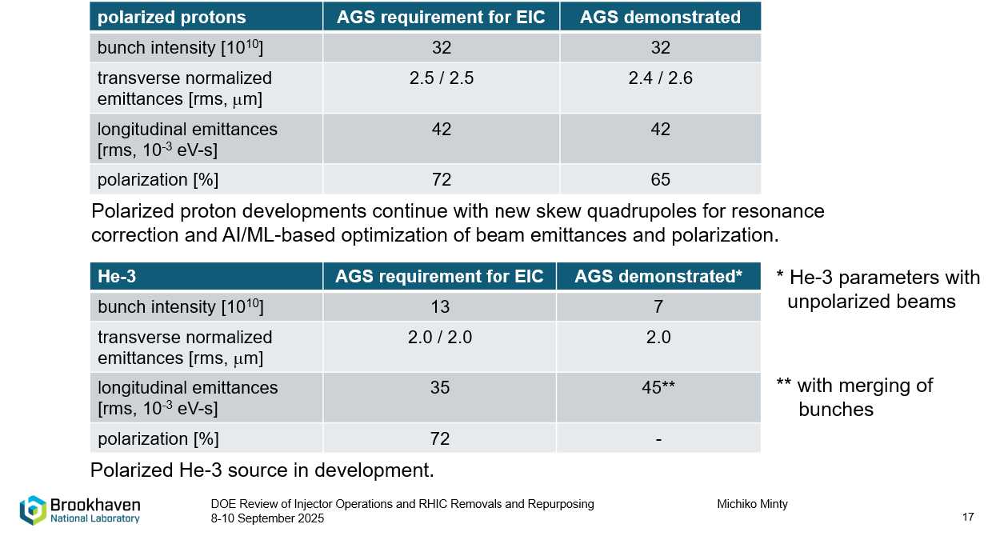 polarized protons AGS requirement for EIC AGS demonstrated
bunch intensity [10¹⁰] 32 32
transverse normalized 2.5 / 2.5 2.4 / 2.6
emittances [rms, μm]
longitudinal emittances 42 42
[rms, 10⁻³ eV-s]
polarization [%] 72 65
Polarized proton developments continue with new skew quadrupoles for resonance
correction and AI/ML-based optimization of beam emittances and polarization.
He-3 AGS requirement for EIC AGS demonstrated*
* He-3 parameters with
unpolarized beams
bunch intensity [10¹⁰] 13 7
transverse normalized 2.0 / 2.0 2.0
emittances [rms, μm]
longitudinal emittances 35 45**
[rms, 10⁻³ eV-s]
** with merging of
bunches
polarization [%] 72 -
Polarized He-3 source in development.
Brookhaven
National Laboratory
DOE Review of Injector Operations and RHIC Removals and Repurposing
8-10 September 2025
Michiko Minty
17